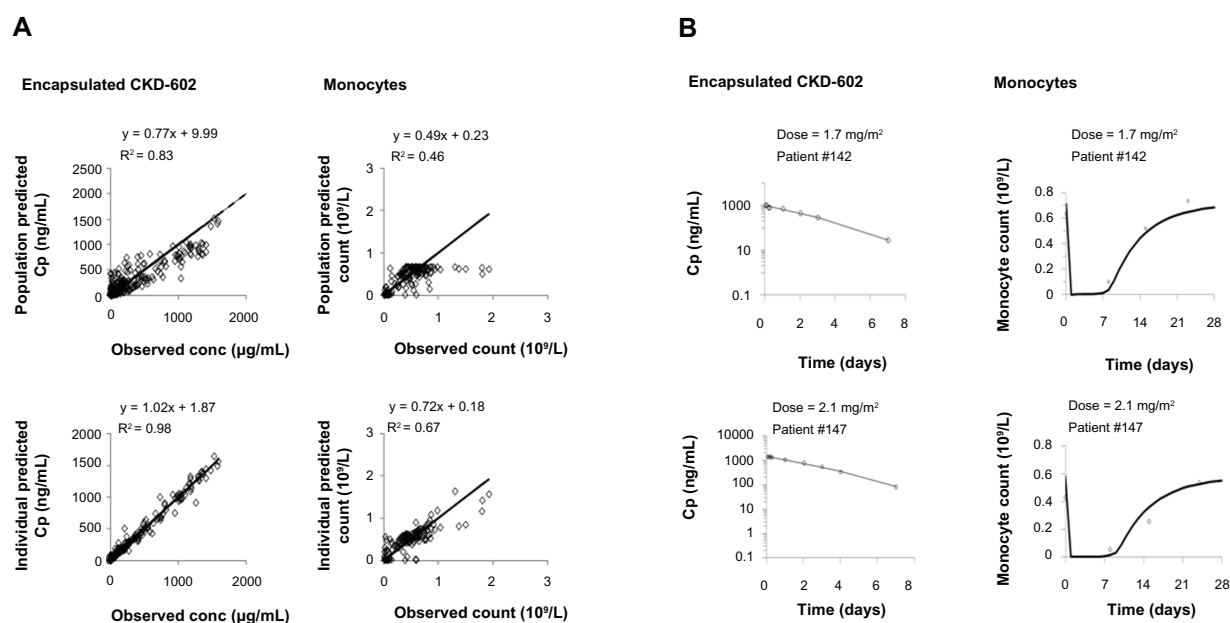 A
Encapsulated CKD-602
Monocytes
y = 0.77x + 9.99
R² = 0.83
Population predicted
Cp (ng/mL)
2500
2000
1500
1000
500
0
0 1000 2000
Observed conc (µg/mL)
y = 0.49x + 0.23
R² = 0.46
Population predicted
count (10⁹/L)
3
2
1
0
0 1 2 3
Observed count (10⁹/L)
y = 1.02x + 1.87
R² = 0.98
Individual predicted
Cp (ng/mL)
2000
1500
1000
500
0
0 1000 2000
Observed conc (µg/mL)
y = 0.72x + 0.18
R² = 0.67
Individual predicted
count (10⁹/L)
3
2
1
0
0 1 2 3
Observed count (10⁹/L)
B
Encapsulated CKD-602
Monocytes
Dose = 1.7 mg/m²
Patient #142
Cp (ng/mL)
1000
10
0.1
0 2 4 6 8
Time (days)
Dose = 1.7 mg/m²
Patient #142
Monocyte count (10⁹/L)
0.8
0.6
0.4
0.2
0
0 7 14 21 28
Time (days)
Dose = 2.1 mg/m²
Patient #147
Cp (ng/mL)
10000
1000
100
10
1
0.1
0 2 4 6 8
Time (days)
Dose = 2.1 mg/m²
Patient #147
Monocyte count (10⁹/L)
0.8
0.6
0.4
0.2
0
0 7 14 21 28
Time (days)